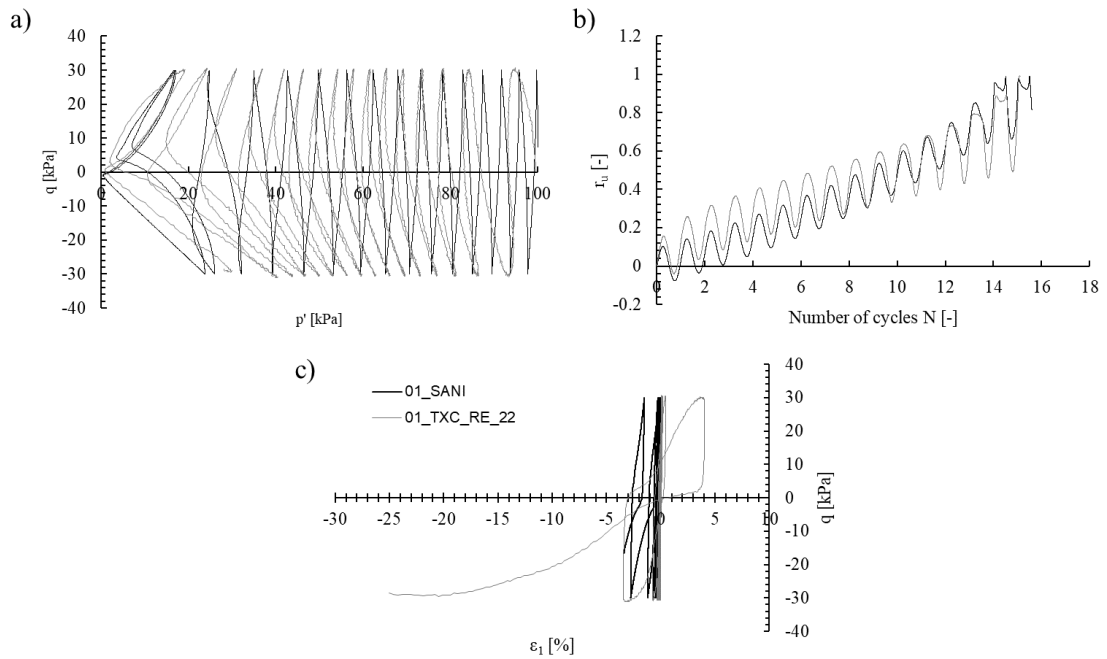 a)
40
30
20
10
0
-10
-20
-30
-40
q [kPa]
0 20 40 60 80 100
p' [kPa]
b)
1.2
1
0.8
0.6
0.4
0.2
0
-0.2
r_u [-]
0 2 4 6 8 10 12 14 16 18
Number of cycles N [-]
c)
01_SANI
01_TXC_RE_22
40
30
20
10
0
-10
-20
-30
-40
q [kPa]
-30 -25 -20 -15 -10 -5 0 5 10
ε1 [%]